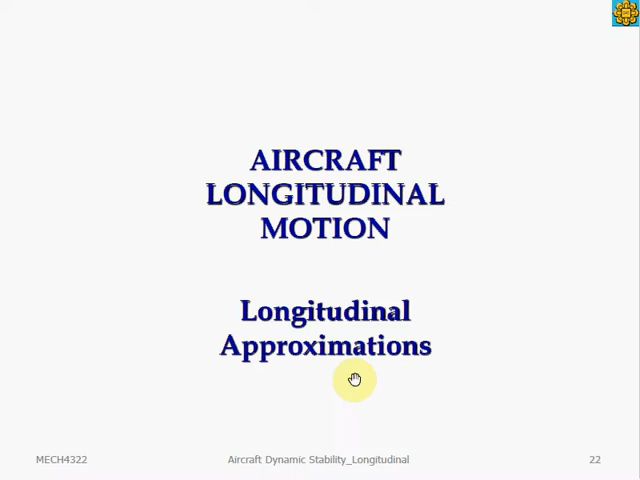 AIRCRAFT
LONGITUDINAL
MOTION
Longitudinal
Approximations
MECH4322
Aircraft Dynamic Stability_Longitudinal
22